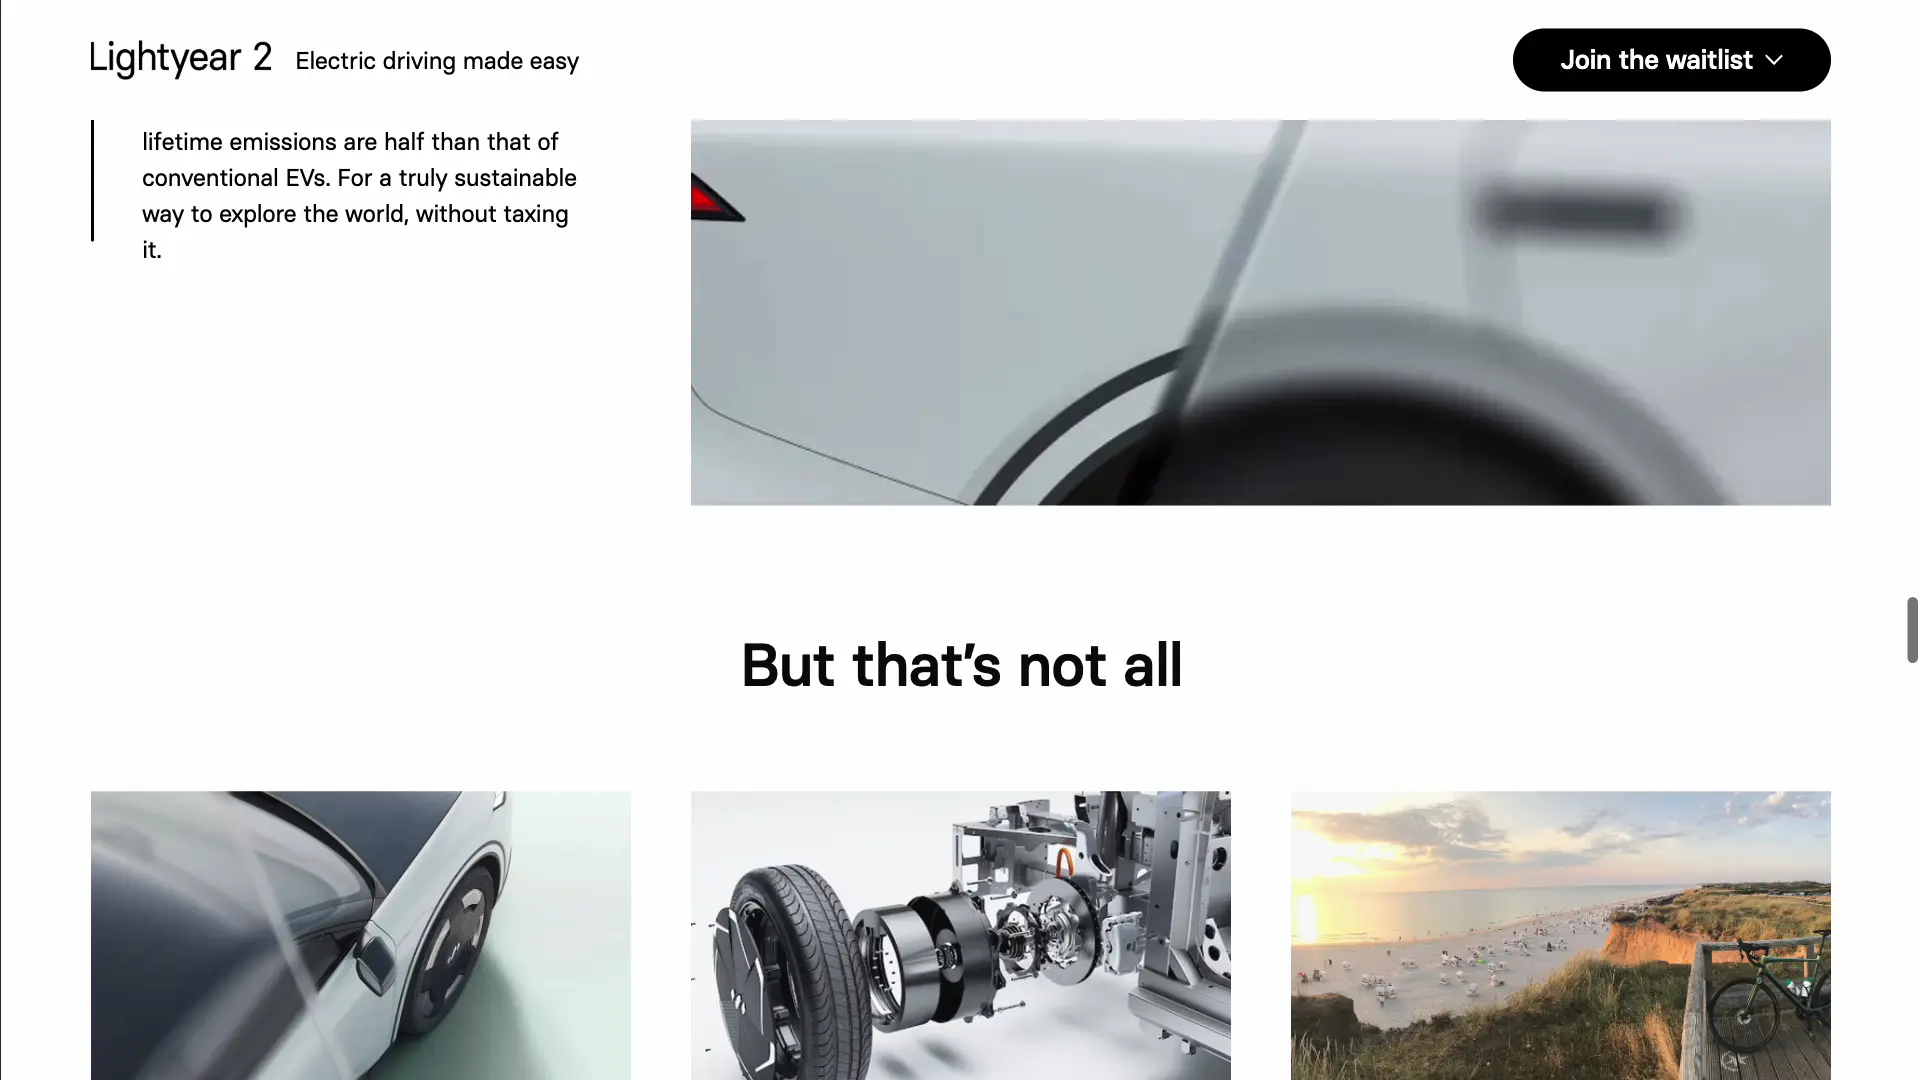 Lightyear 2 Electric driving made easy
Join the waitlist
lifetime emissions are half than that of
conventional EVs. For a truly sustainable
way to explore the world, without taxing
it.
But that’s not all